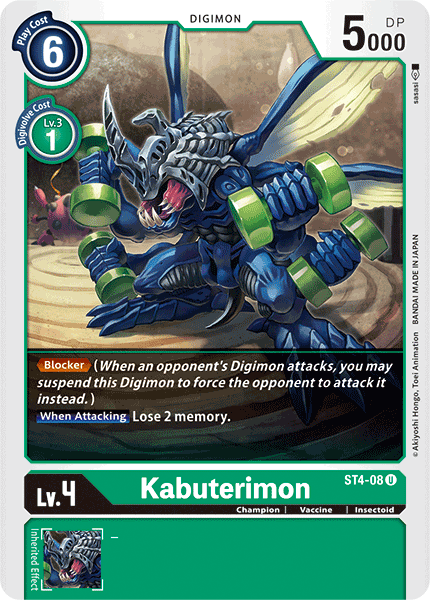 Play Cost
6
DIGIMON
DP
5000
Digivolve Cost
Lv.3
1
sasasi
© Akiyoshi Hongo, Toei Animation BANDAI MADE IN JAPAN
Blocker (When an opponent's Digimon attacks, you may
suspend this Digimon to force the opponent to attack it
instead.)
When Attacking Lose 2 memory.
Lv.4
Kabuterimon
ST4-08 U
Champion | Vaccine | Insectoid
Inherited Effect
–